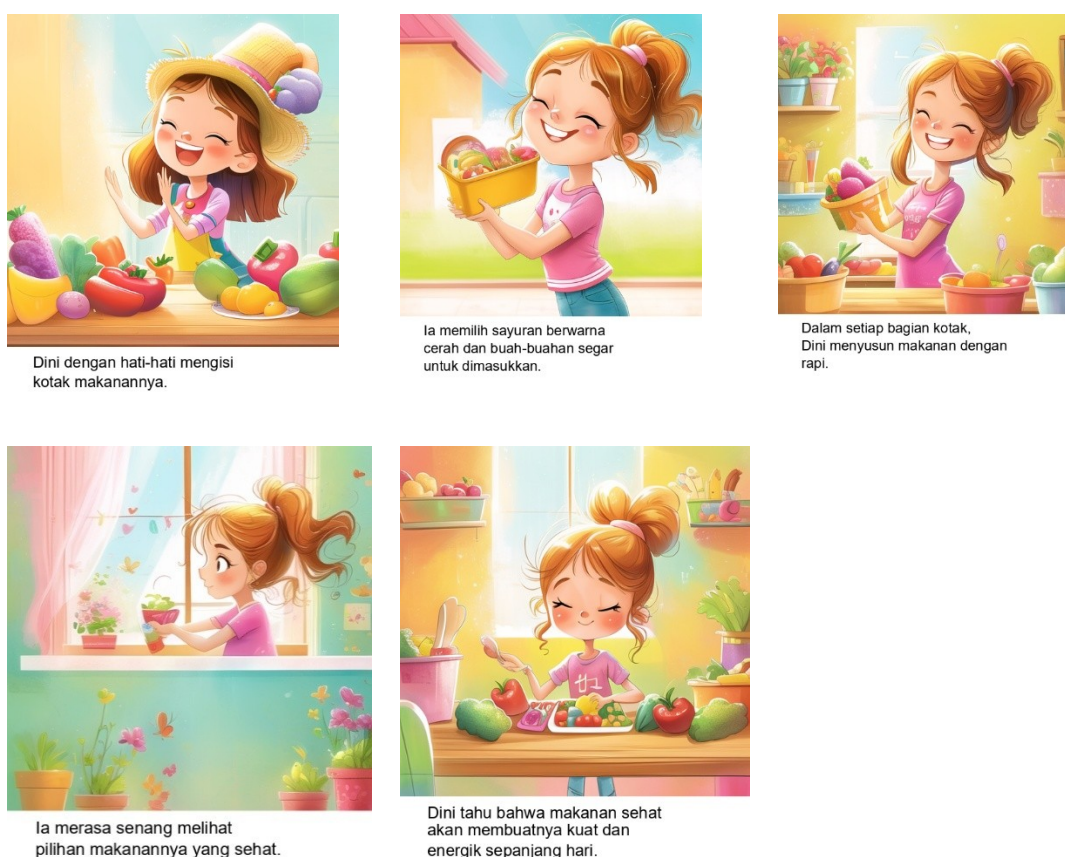 Dini dengan hati-hati mengisi
kotak makanannya.
Ia memilih sayuran berwarna
cerah dan buah-buahan segar
untuk dimasukkan.
Dalam setiap bagian kotak,
Dini menyusun makanan dengan
rapi.
Ia merasa senang melihat
pilihan makanannya yang sehat.
Dini tahu bahwa makanan sehat
akan membuatnya kuat dan
energik sepanjang hari.